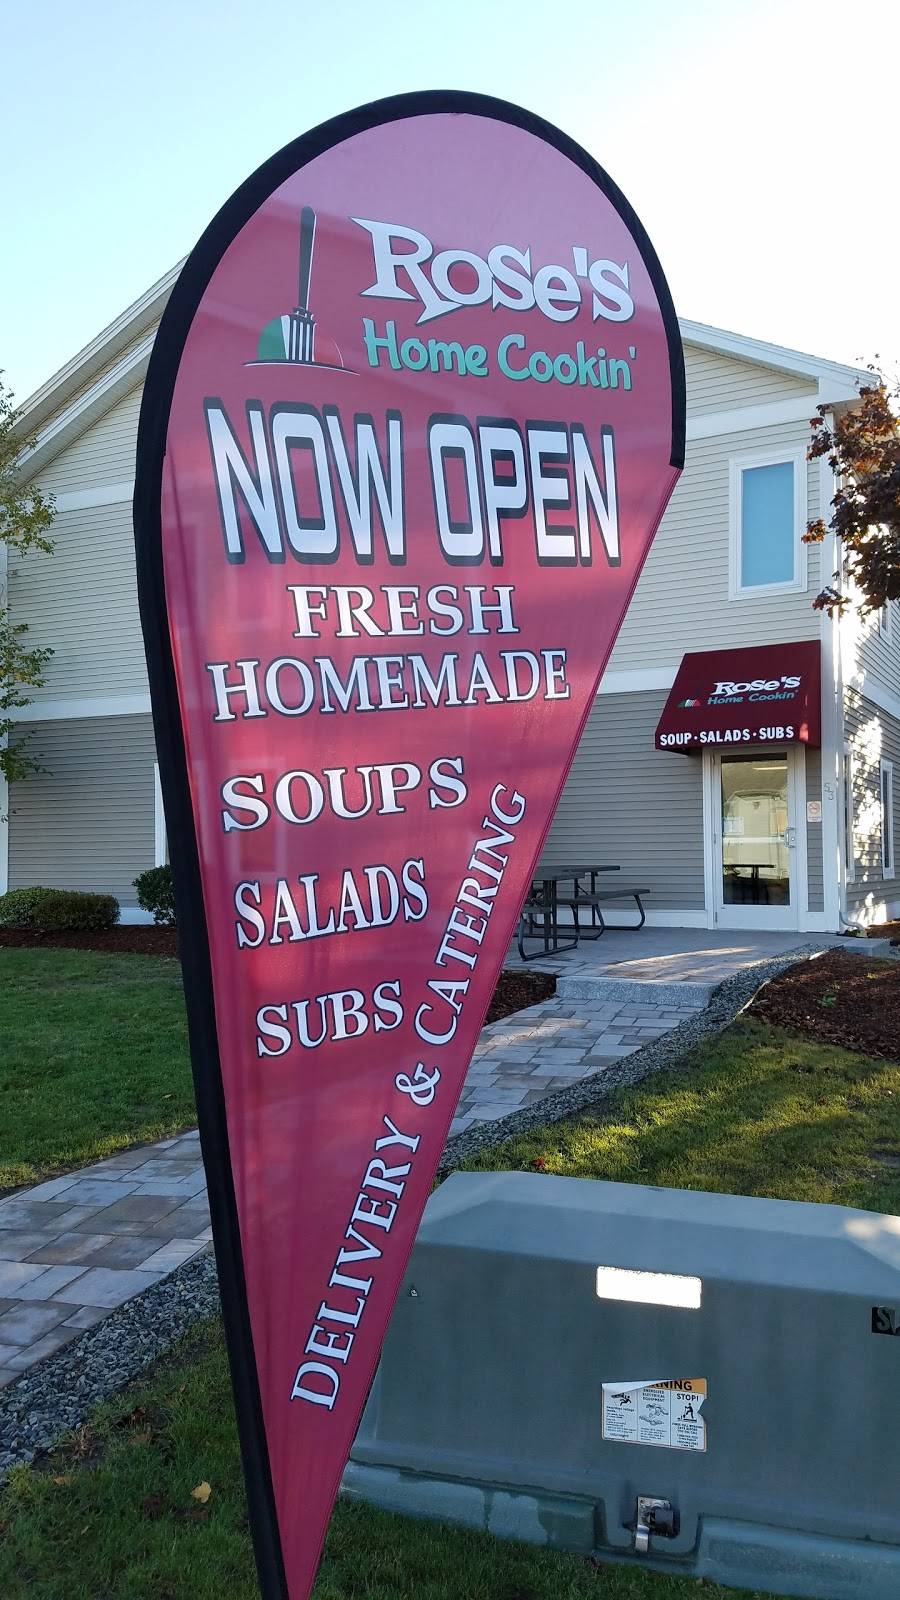 Rose's
Home Cookin'
NOW OPEN
FRESH
HOMEMADE
SOUPS
SALADS
SUBS
DELIVERY & CATERING
Rose's
Home Cookin'
SOUP · SALADS · SUBS
53
STOP!